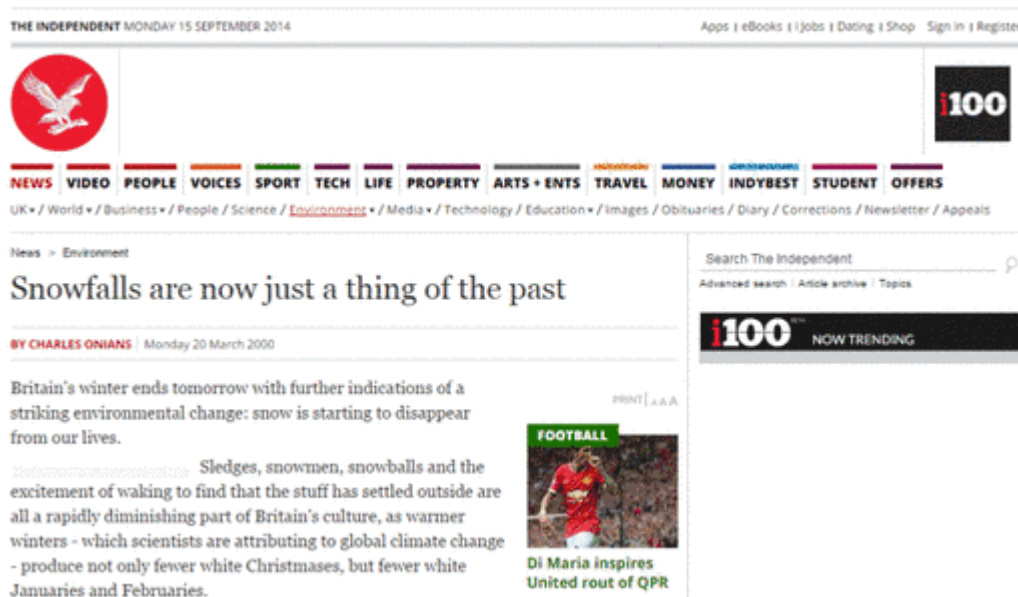 THE INDEPENDENT MONDAY 15 SEPTEMBER 2014
Apps | eBooks | i Jobs | Dating | Shop Sign in | Register
i100
NEWS VIDEO PEOPLE VOICES SPORT TECH LIFE PROPERTY ARTS + ENTS TRAVEL MONEY INDYBEST STUDENT OFFERS
UK ▾ / World ▾ / Business ▾ / People / Science / Environment ▾ / Media ▾ / Technology / Education ▾ / Images / Obituaries / Diary / Corrections / Newsletter / Appeals
News > Environment
Snowfalls are now just a thing of the past
BY CHARLES ONIANS | Monday 20 March 2000
Britain's winter ends tomorrow with further indications of a
striking environmental change: snow is starting to disappear
from our lives.
Sledges, snowmen, snowballs and the
excitement of waking to find that the stuff has settled outside are
all a rapidly diminishing part of Britain's culture, as warmer
winters - which scientists are attributing to global climate change
- produce not only fewer white Christmases, but fewer white
Januaries and Februaries.
PRINT | A A A
FOOTBALL
Di Maria inspires
United rout of QPR
Search The Independent
Advanced search | Article archive | Topics
i100 BETA NOW TRENDING